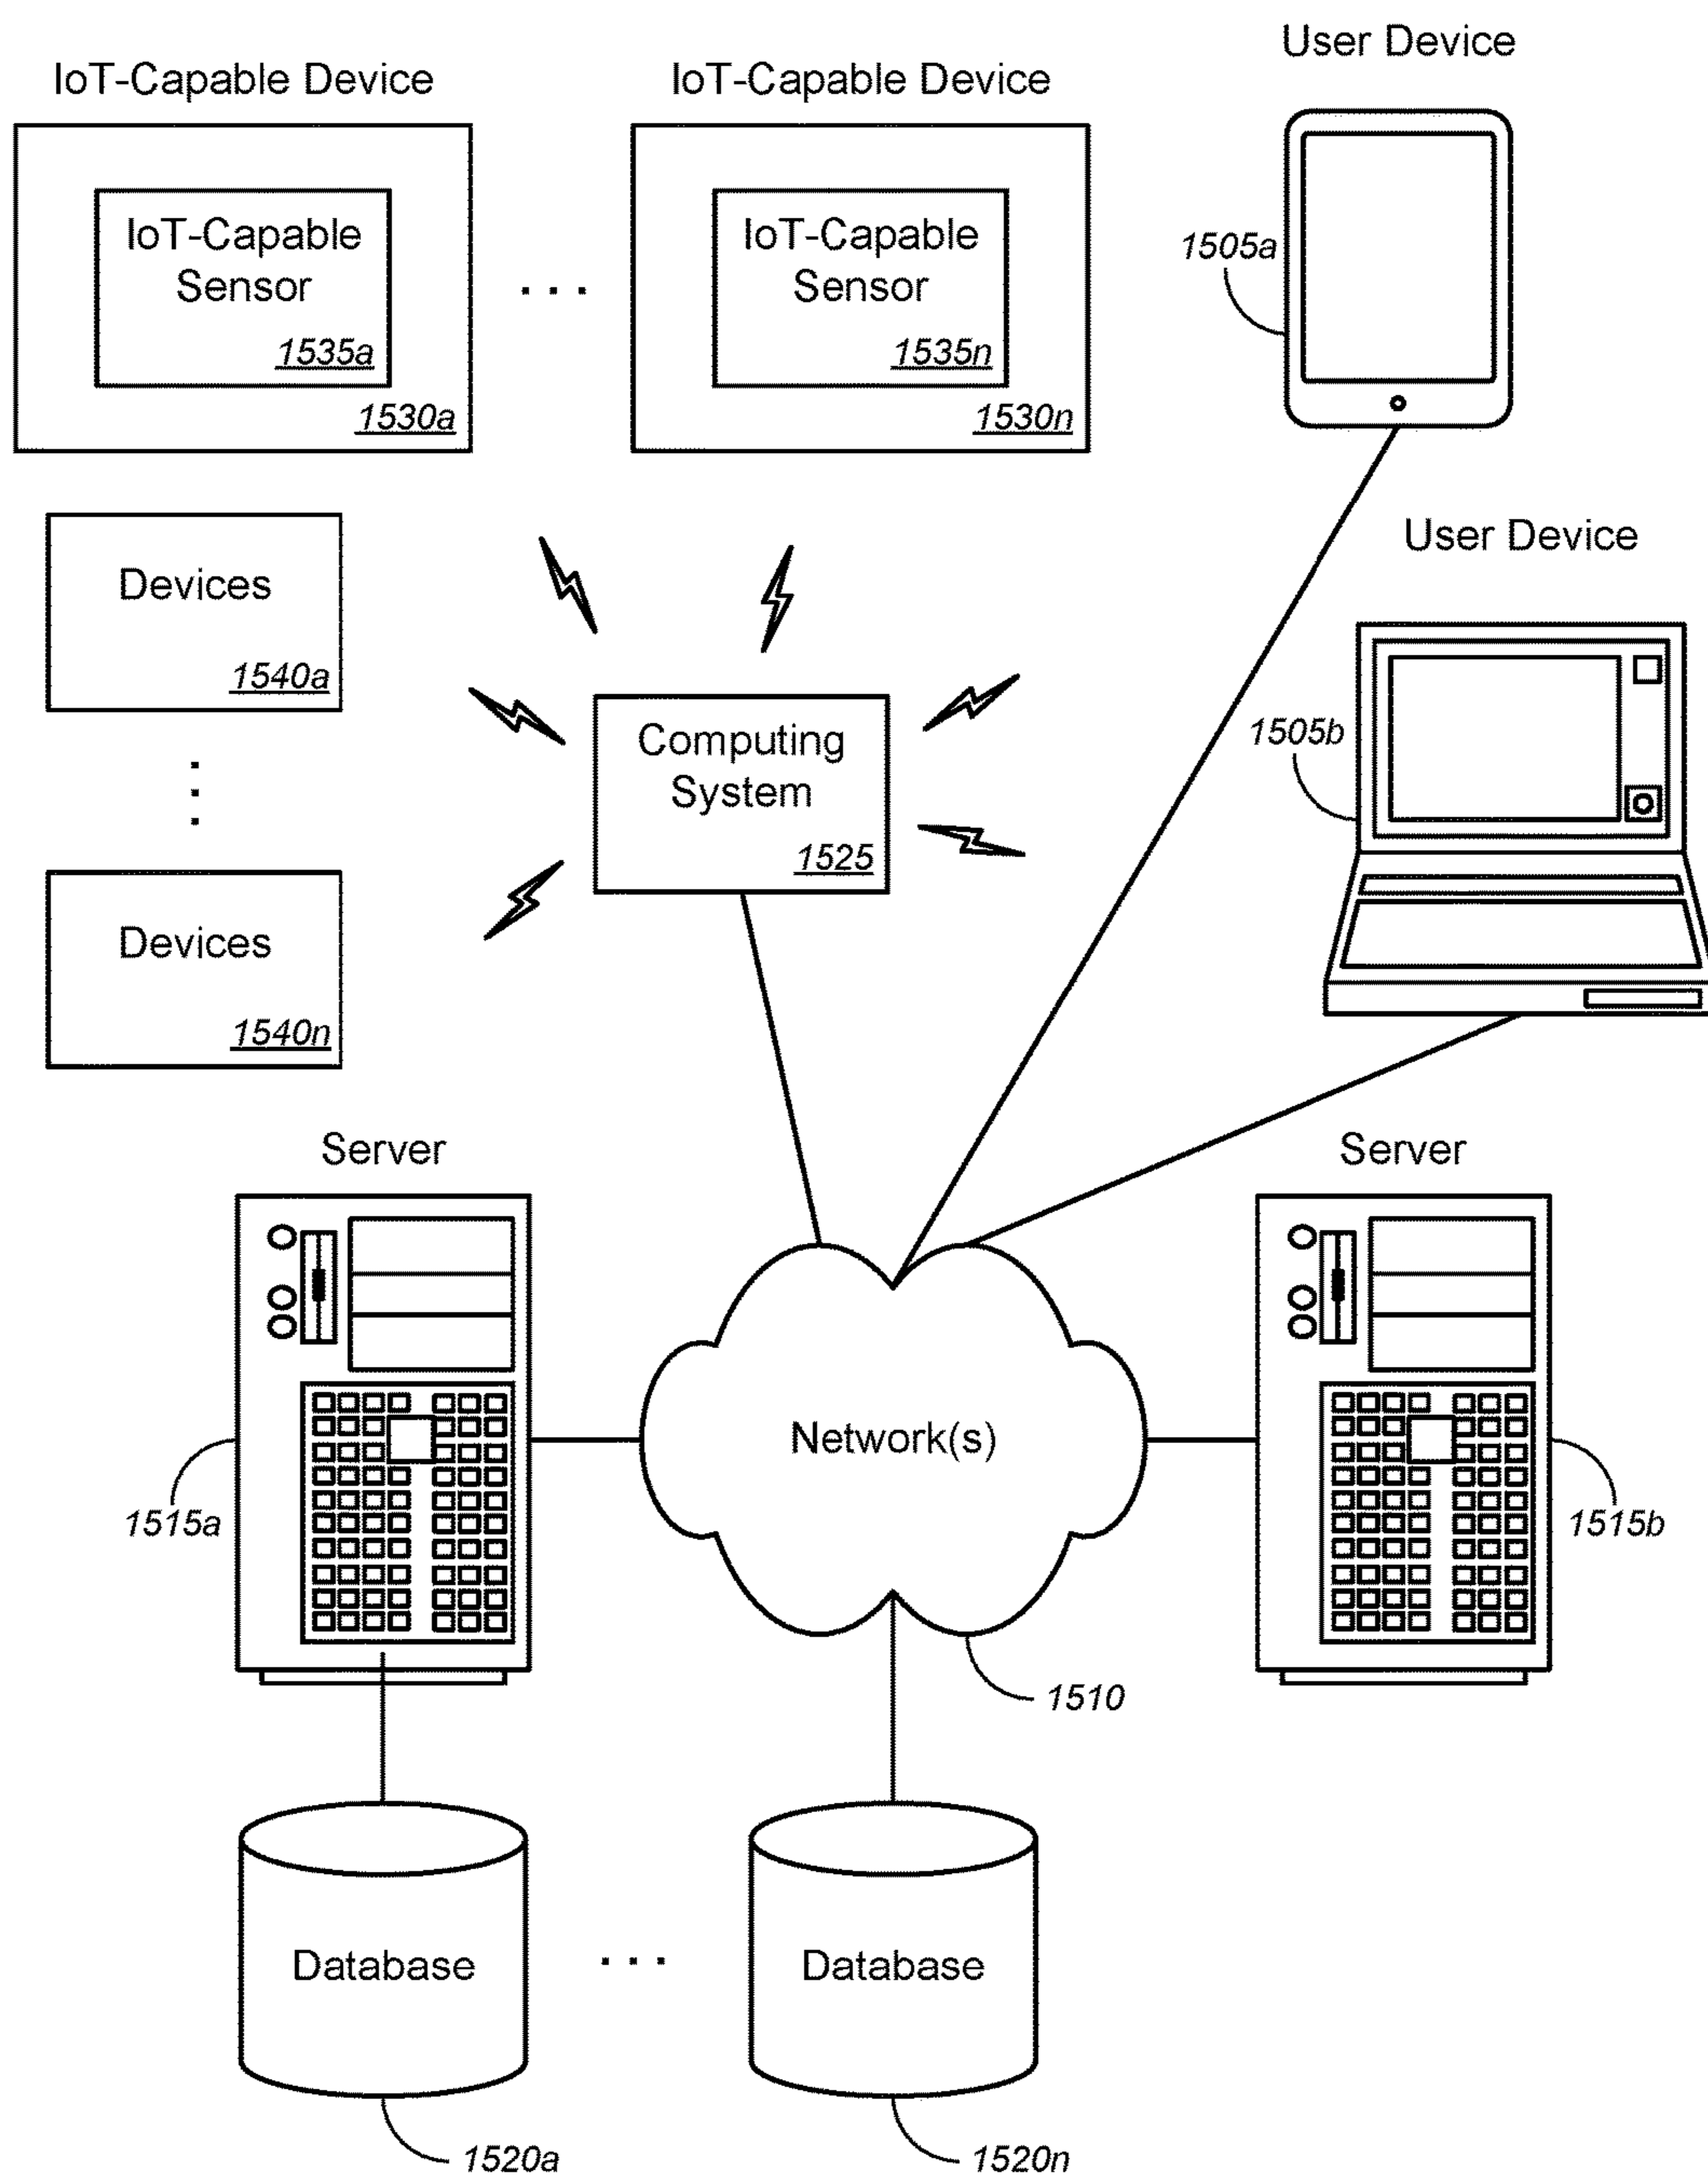 User Device
IoT-Capable Device
IoT-Capable Device
IoT-Capable
Sensor
1535a
1530a
. . .
IoT-Capable
Sensor
1535n
1530n
1505a
User Device
Devices
1540a
1505b
Computing
System
1525
Devices
1540n
Server
Server
Network(s)
1515a
1515b
1510
Database
. . .
Database
1520a
1520n